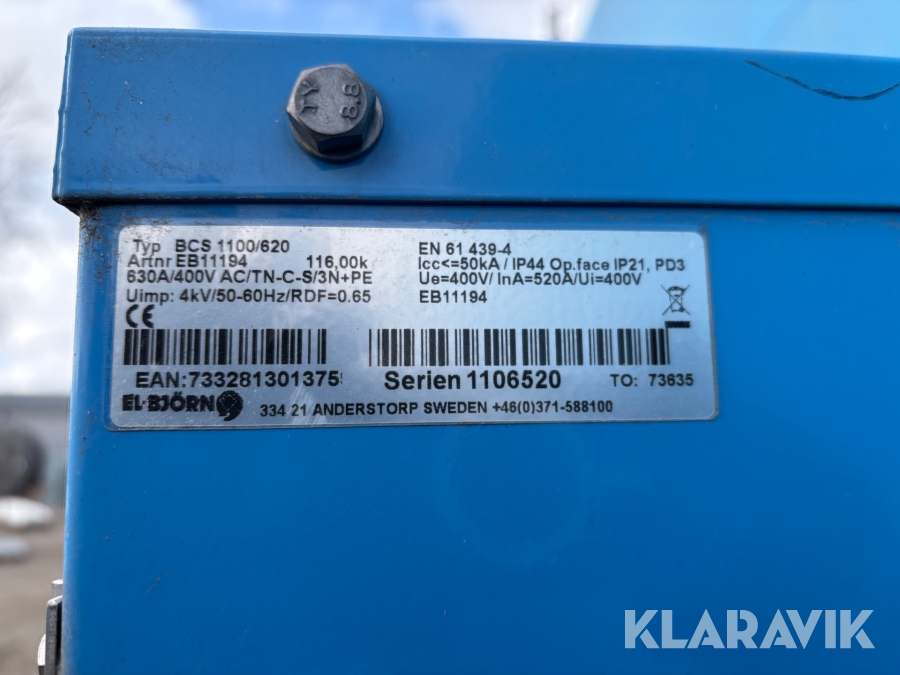 TY 8.8
Typ BCS 1100/620
Artnr EB11194 116,00k
630A/400V AC/TN-C-S/3N+PE
Uimp: 4kV/50-60Hz/RDF=0.65
EN 61 439-4
Icc<=50kA / IP44 Op.face IP21, PD3
Ue=400V/ InA=520A/Ui=400V
EB11194
CE
EAN:733281301375
Serien 1106520
TO: 73635
EL-BJÖRN
334 21 ANDERSTORP SWEDEN +46(0)371-588100
KLARAVIK